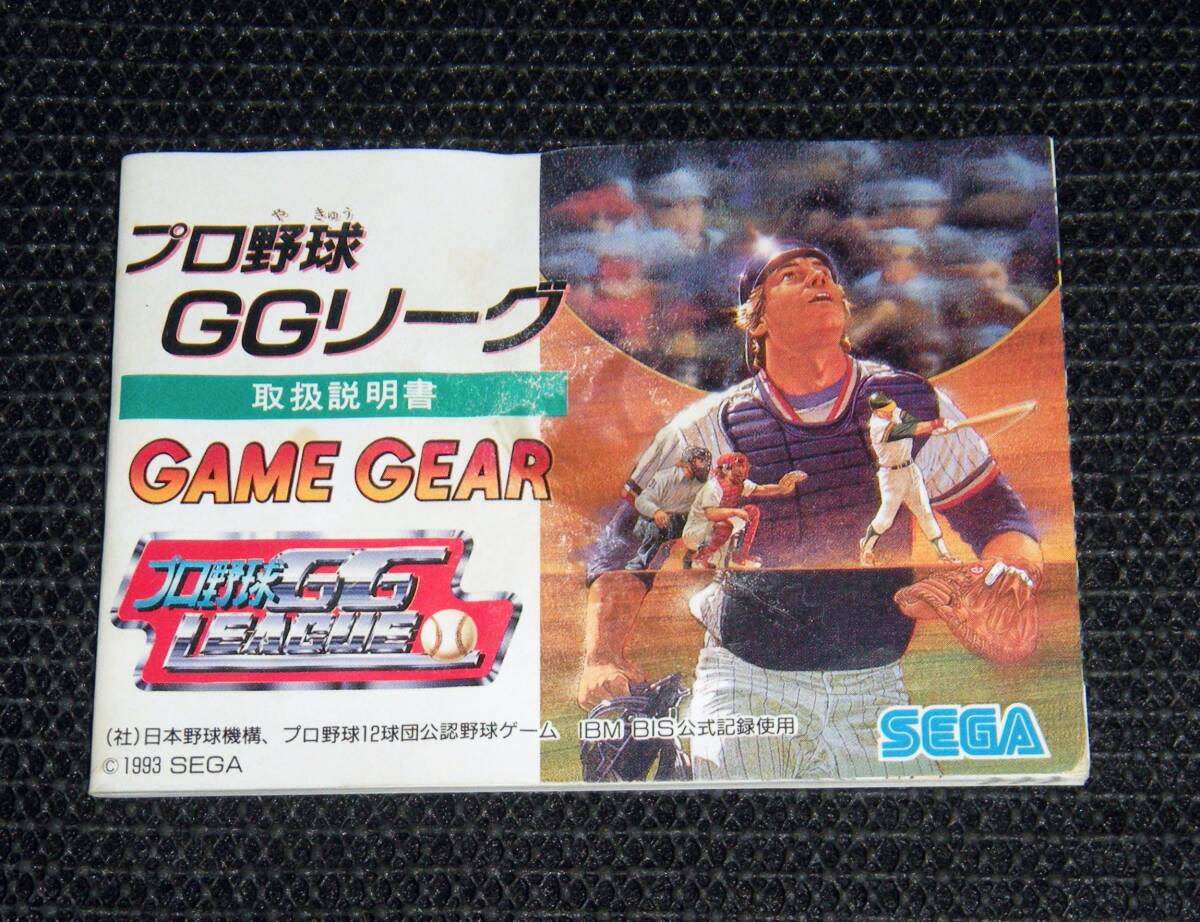 や きゅう
プロ野球
GGリーグ
取扱説明書
GAME GEAR
プロ野球GG
LEAGUE
(社)日本野球機構、プロ野球12球団公認野球ゲーム IBM BIS公式記録使用
©1993 SEGA
SEGA